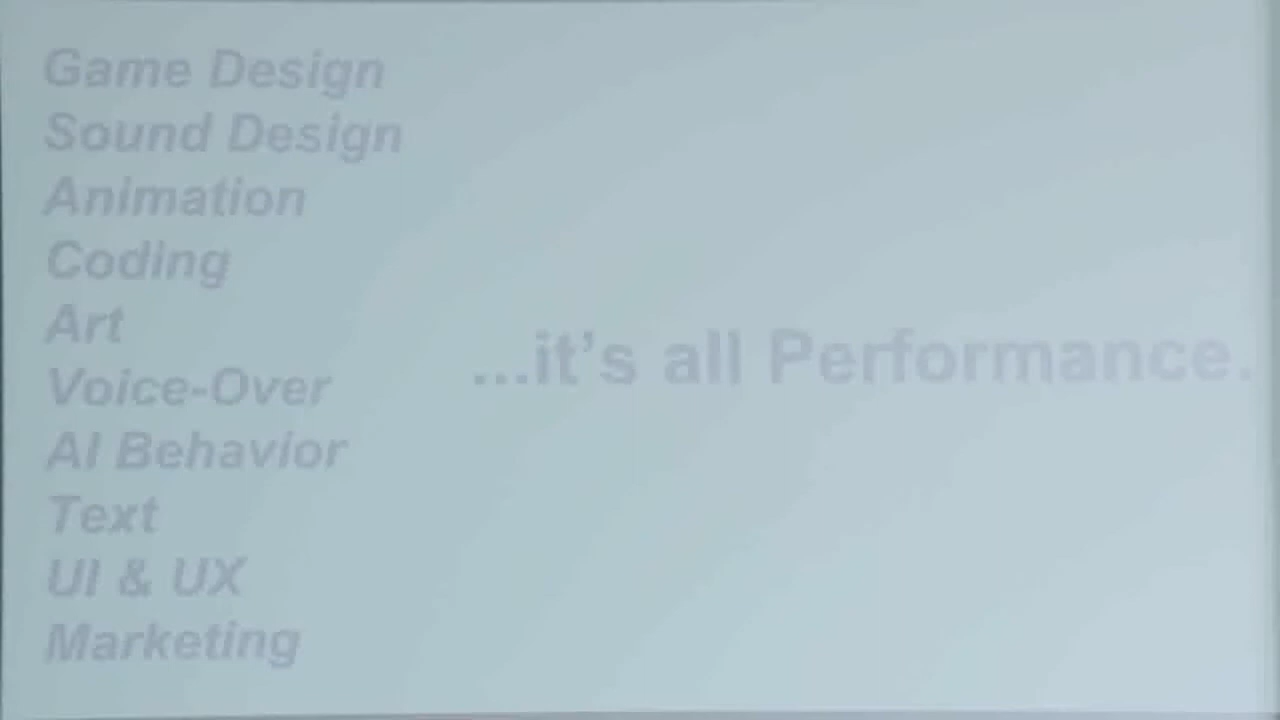 Game Design
Sound Design
Animation
Coding
Art
Voice-Over
AI Behavior
Text
UI & UX
Marketing
...it's all Performance.